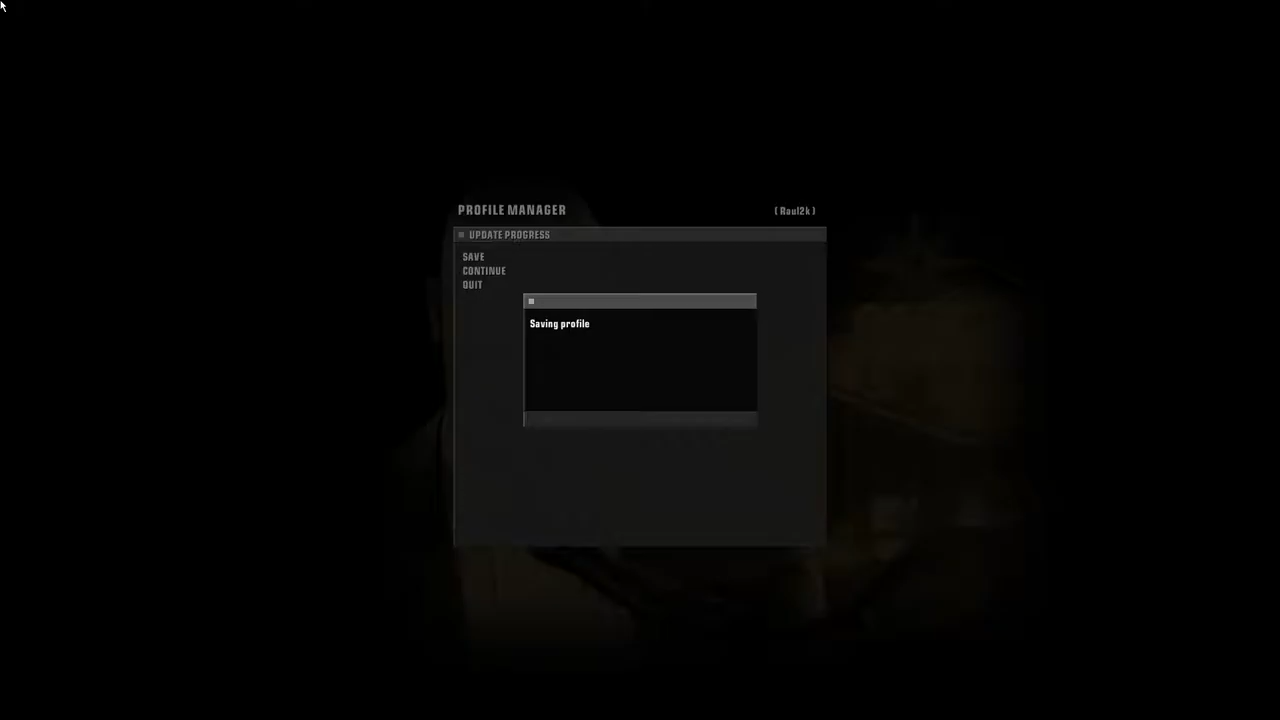 PROFILE MANAGER
( Raul2k )
UPDATE PROGRESS
SAVE
CONTINUE
QUIT
Saving profile